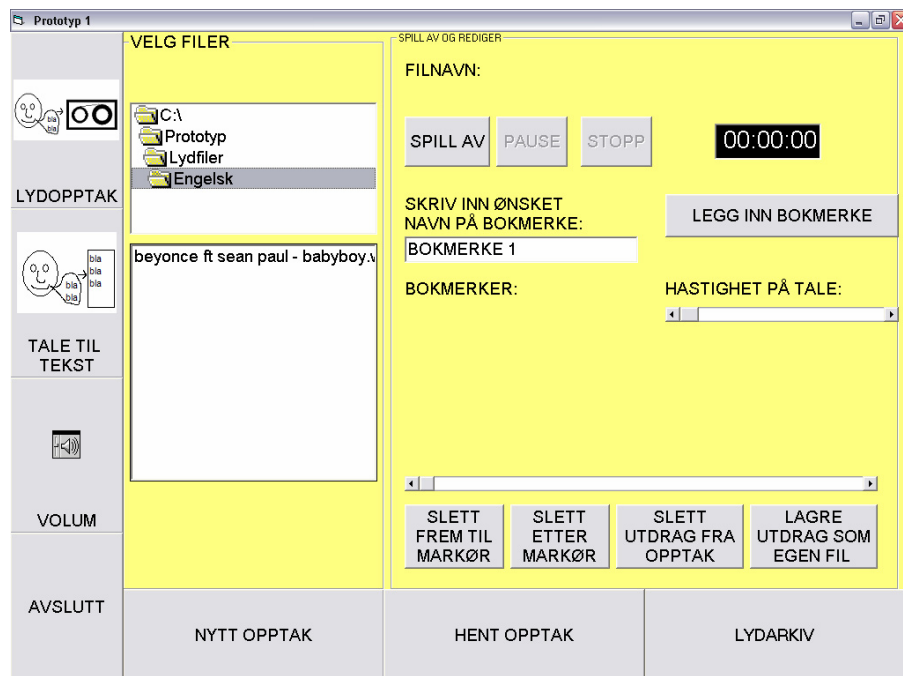 Prototyp 1
bla
bla
LYDOPPTAK
bla
bla
bla
bla
bla
TALE TIL
TEKST
VOLUM
AVSLUTT
VELG FILER
C:\
Prototyp
Lydfiler
Engelsk
beyonce ft sean paul - babyboy.v
SPILL AV OG REDIGER
FILNAVN:
SPILL AV
PAUSE
STOPP
00:00:00
SKRIV INN ØNSKET
NAVN PÅ BOKMERKE:
BOKMERKE 1
LEGG INN BOKMERKE
BOKMERKER:
HASTIGHET PÅ TALE:
SLETT
FREM TIL
MARKØR
SLETT
ETTER
MARKØR
SLETT
UTDRAG FRA
OPPTAK
LAGRE
UTDRAG SOM
EGEN FIL
NYTT OPPTAK
HENT OPPTAK
LYDARKIV